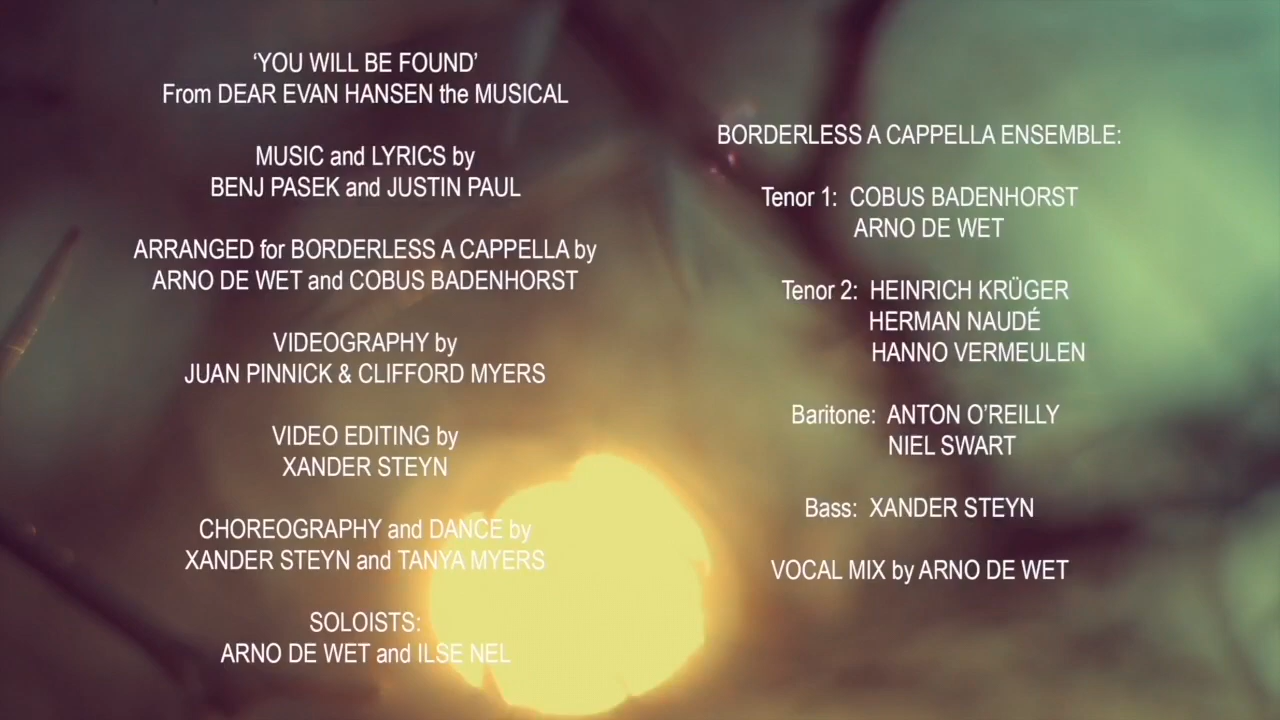 ‘YOU WILL BE FOUND’
From DEAR EVAN HANSEN the MUSICAL
MUSIC and LYRICS by
BENJ PASEK and JUSTIN PAUL
ARRANGED for BORDERLESS A CAPPELLA by
ARNO DE WET and COBUS BADENHORST
VIDEOGRAPHY by
JUAN PINNICK & CLIFFORD MYERS
VIDEO EDITING by
XANDER STEYN
CHOREOGRAPHY and DANCE by
XANDER STEYN and TANYA MYERS
SOLOISTS:
ARNO DE WET and ILSE NEL
BORDERLESS A CAPPELLA ENSEMBLE:
Tenor 1: COBUS BADENHORST
ARNO DE WET
Tenor 2: HEINRICH KRÜGER
HERMAN NAUDÉ
HANNO VERMEULEN
Baritone: ANTON O’REILLY
NIEL SWART
Bass: XANDER STEYN
VOCAL MIX by ARNO DE WET